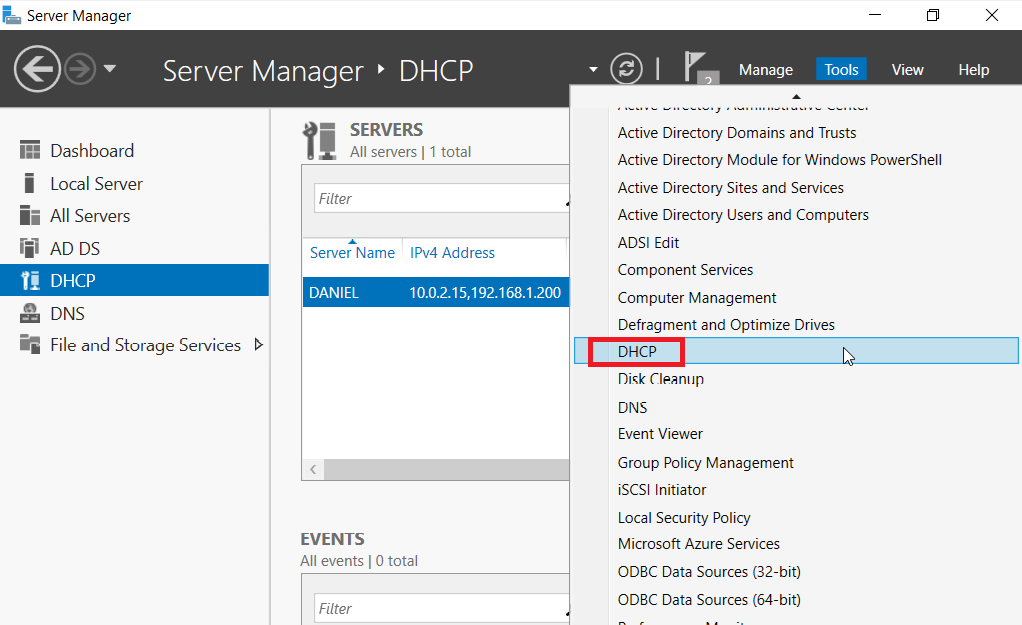 Server Manager
Server Manager ‣ DHCP
2
Manage
Tools
View
Help
Dashboard
Local Server
All Servers
AD DS
DHCP
DNS
File and Storage Services
SERVERS
All servers | 1 total
Filter
Server Name
IPv4 Address
DANIEL
10.0.2.15,192.168.1.200
EVENTS
All events | 0 total
Filter
Active Directory Administrative Center
Active Directory Domains and Trusts
Active Directory Module for Windows PowerShell
Active Directory Sites and Services
Active Directory Users and Computers
ADSI Edit
Component Services
Computer Management
Defragment and Optimize Drives
DHCP
Disk Cleanup
DNS
Event Viewer
Group Policy Management
iSCSI Initiator
Local Security Policy
Microsoft Azure Services
ODBC Data Sources (32-bit)
ODBC Data Sources (64-bit)